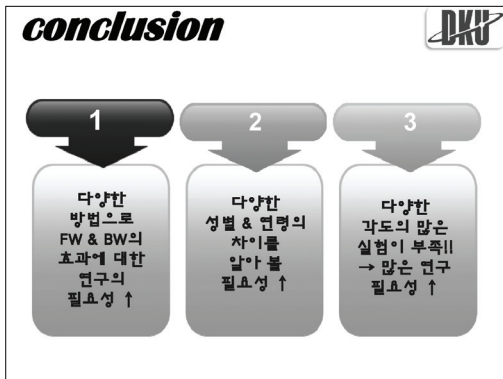 conclusion
DKU
1
다양한
방법으로
FW & BW의
효과에 대한
연구의
필요성 ↑
2
다양한
성별 & 연령의
차이를
알아 볼
필요성 ↑
3
다양한
각도의 많은
실험이 부족!!
→ 많은 연구
필요성 ↑